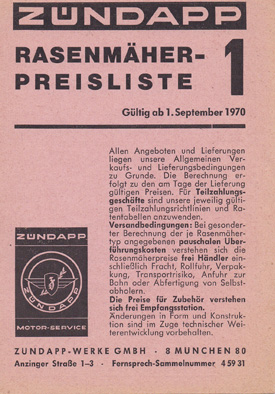 ZÜNDAPP
RASENMÄHER-
PREISLISTE
1
Gültig ab 1. September 1970
Allen Angeboten und Lieferungen
liegen unsere Allgemeinen Ver-
kaufs- und Lieferungsbedingungen
zu Grunde. Die Berechnung er-
folgt zu den am Tage der Lieferung
gültigen Preisen. Für Teilzahlungs-
geschäfte sind unsere jeweilig gülti-
gen Teilzahlungsrichtlinien und Ra-
tentabellen anzuwenden.
Versandbedingungen: Bei gesonder-
ter Berechnung der je Rasenmäher-
typ angegebenen pauschalen Über-
führungskosten verstehen sich die
Rasenmäherpreise frei Händler ein-
schließlich Fracht, Rollfuhr, Verpak-
kung, Transportrisiko, Anfuhr zur
Bahn oder Abfertigung von Selbst-
abholern.
Die Preise für Zubehör verstehen
sich frei Empfangsstation.
Änderungen in Form und Konstruk-
tion sind im Zuge technischer Wei-
terentwicklung vorbehalten.
ZÜNDAPP
ZÜNDAPP
MOTOR-SERVICE
ZUNDAPP-WERKE GMBH · 8 MÜNCHEN 80
Anzinger Straße 1–3 · Fernsprech-Sammelnummer 4 59 31